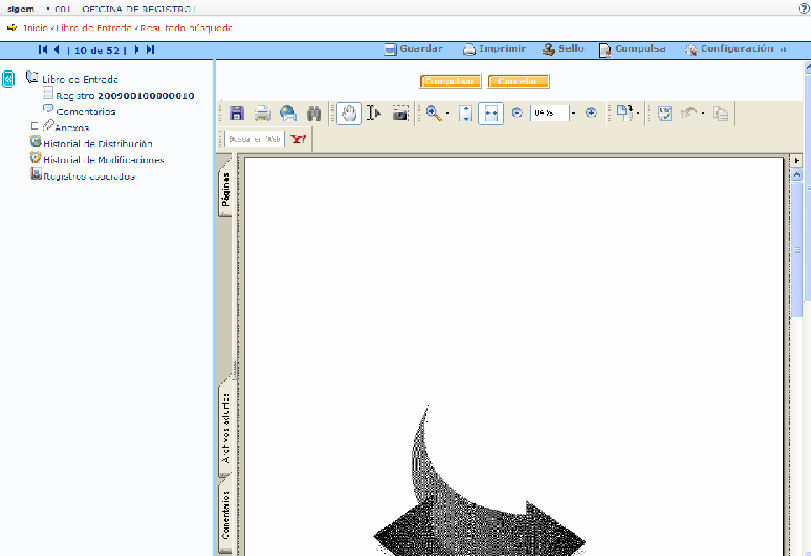 sigem • 001 OFICINA DE REGISTRO 1
Inicio / Libro de Entrada / Resultado búsqueda
| 10 de 52 | Guardar Imprimir Sello Compulsa Configuración »
Libro de Entrada
Registro 200900100000010
Comentarios
Anexos
Historial de Distribución
Historial de Modificaciones
Registros asociados
Compulsar Cancelar
Buscar en Web
Páginas
Archivos adjuntos
Comentarios